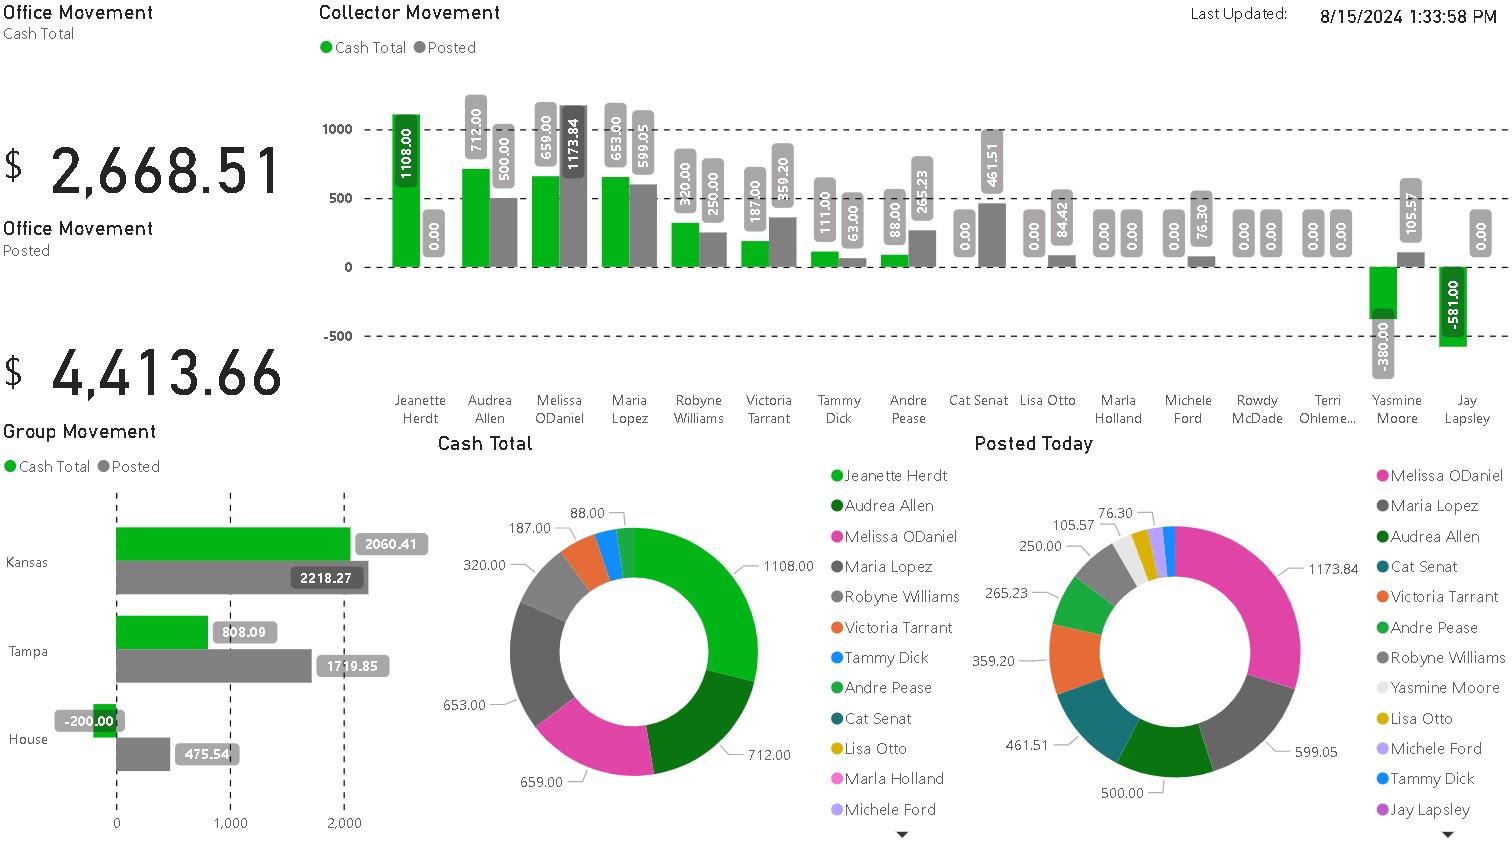 Office Movement
Cash Total
$ 2,668.51
Office Movement
Posted
$ 4,413.66
Collector Movement
Cash Total Posted
Last Updated: 8/15/2024 1:33:58 PM
1000
500
0
-500
1108.00
0.00
712.00
500.00
659.00
1173.84
653.00
599.05
320.00
250.00
187.00
359.20
111.00
63.00
88.00
265.23
0.00
461.51
0.00
84.42
0.00
0.00
0.00
76.30
0.00
0.00
0.00
0.00
-380.00
105.57
-581.00
0.00
Jeanette Herdt
Audrea Allen
Melissa ODaniel
Maria Lopez
Robyne Williams
Victoria Tarrant
Tammy Dick
Andre Pease
Cat Senat
Lisa Otto
Marla Holland
Michele Ford
Rowdy McDade
Terri Ohleme...
Yasmine Moore
Jay Lapsley
Group Movement
Cash Total Posted
Kansas
2060.41
2218.27
Tampa
808.09
1719.85
House
-200.00
475.54
0 1,000 2,000
Cash Total
88.00
187.00
320.00
653.00
659.00
712.00
1108.00
Jeanette Herdt
Audrea Allen
Melissa ODaniel
Maria Lopez
Robyne Williams
Victoria Tarrant
Tammy Dick
Andre Pease
Cat Senat
Lisa Otto
Marla Holland
Michele Ford
Posted Today
76.30
105.57
250.00
265.23
359.20
461.51
500.00
599.05
1173.84
Melissa ODaniel
Maria Lopez
Audrea Allen
Cat Senat
Victoria Tarrant
Andre Pease
Robyne Williams
Yasmine Moore
Lisa Otto
Michele Ford
Tammy Dick
Jay Lapsley